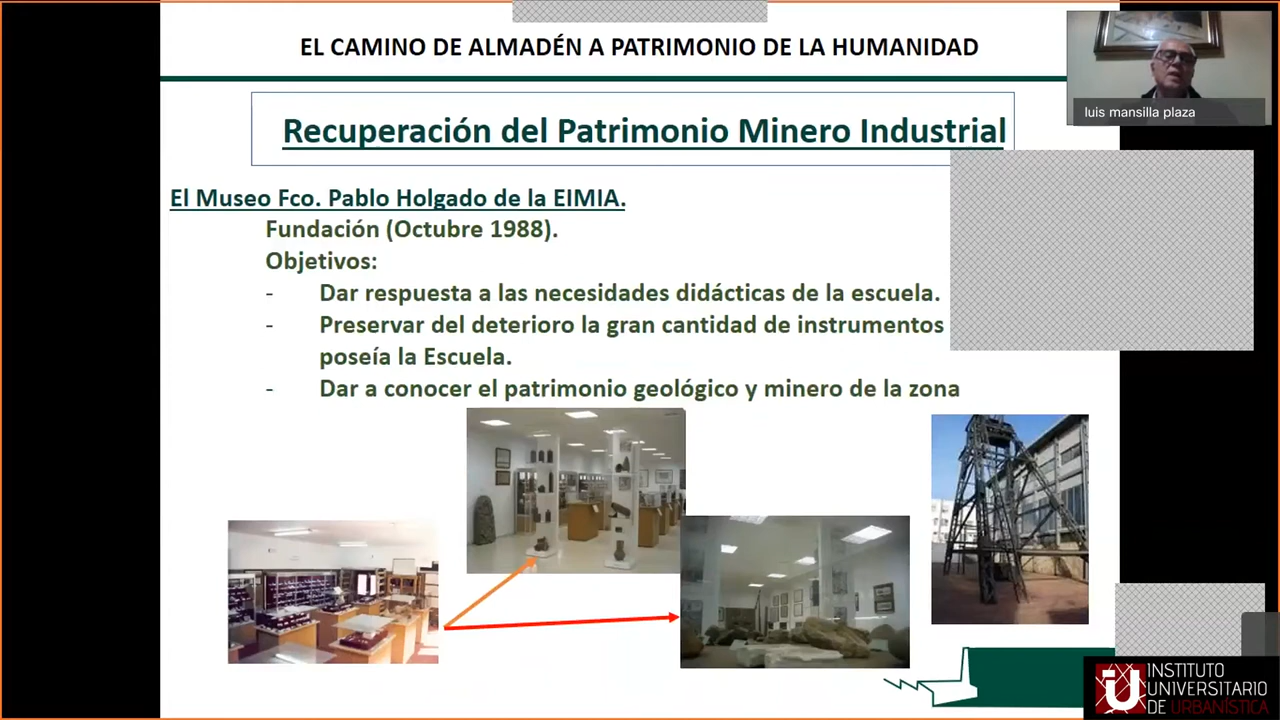 EL CAMINO DE ALMADÉN A PATRIMONIO DE LA HUMANIDAD
luis mansilla plaza
Recuperación del Patrimonio Minero Industrial
El Museo Fco. Pablo Holgado de la EIMIA.
Fundación (Octubre 1988).
Objetivos:
- Dar respuesta a las necesidades didácticas de la escuela.
- Preservar del deterioro la gran cantidad de instrumentos
poseía la Escuela.
- Dar a conocer el patrimonio geológico y minero de la zona
iU INSTITUTO
UNIVERSITARIO
DE URBANÍSTICA